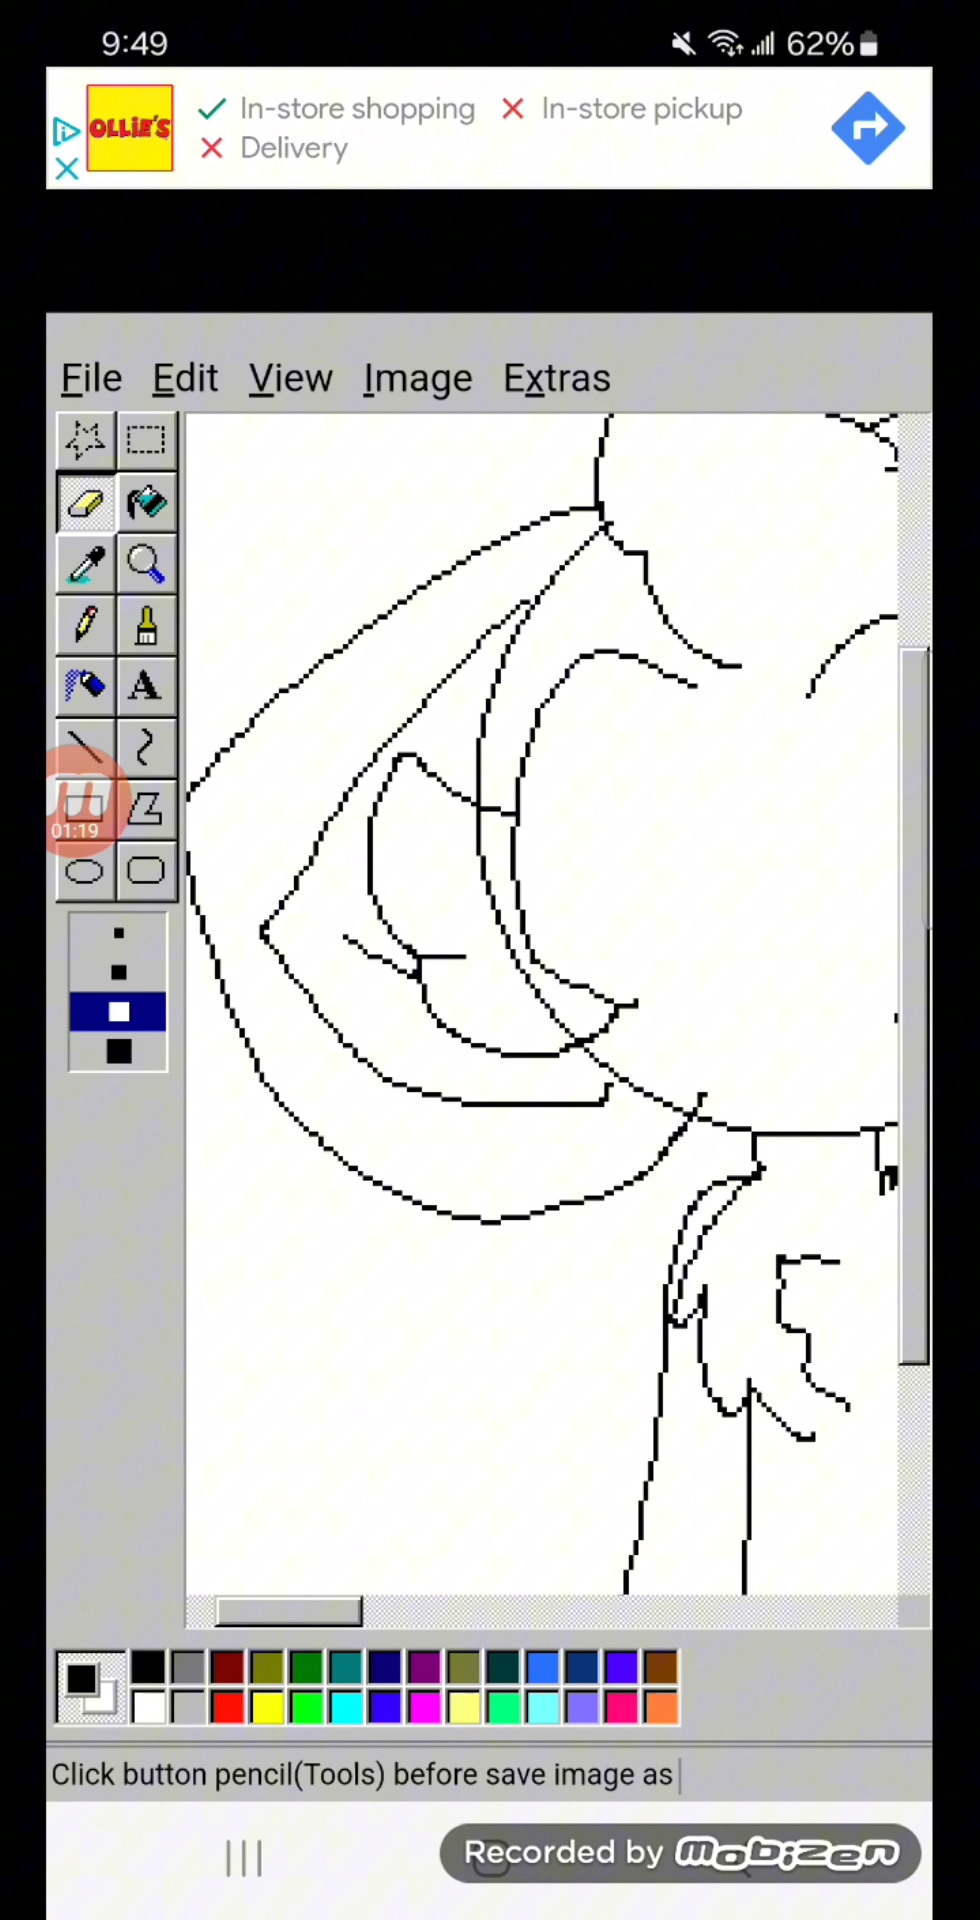 9:49
62%
OLLIE'S
In-store shopping
In-store pickup
Delivery
File Edit View Image Extras
A
01:19
Click button pencil(Tools) before save image as
Recorded by mobizen